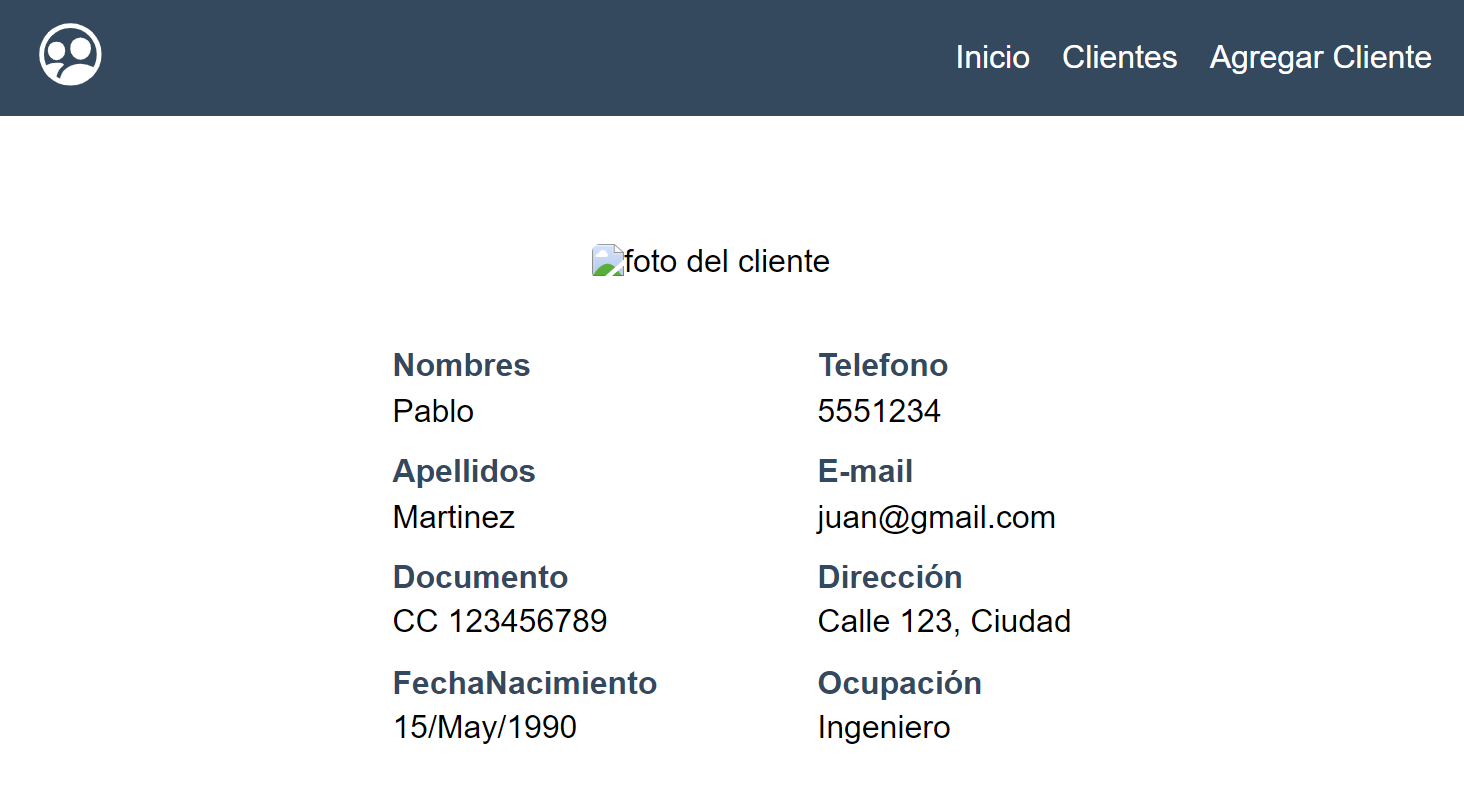 Inicio Clientes Agregar Cliente
foto del cliente
Nombres
Pablo
Apellidos
Martinez
Documento
CC 123456789
FechaNacimiento
15/May/1990
Telefono
5551234
E-mail
juan@gmail.com
Dirección
Calle 123, Ciudad
Ocupación
Ingeniero